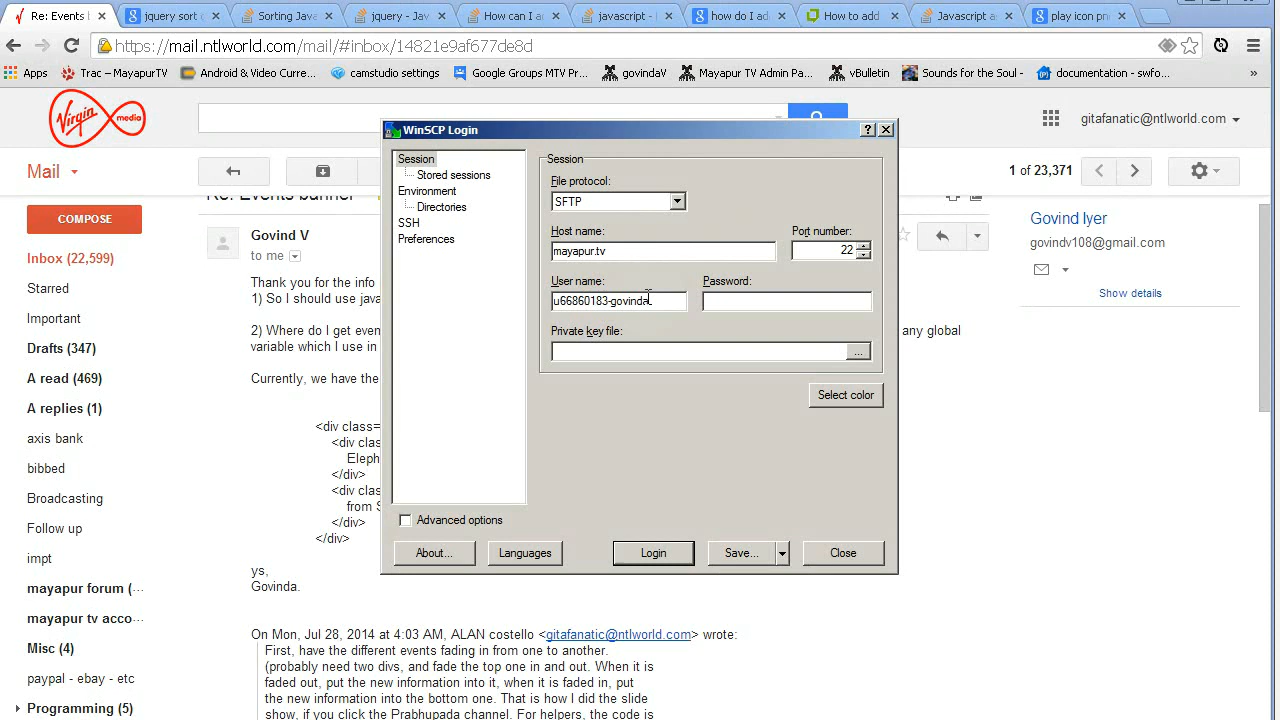 Re: Events
jquery sort
Sorting Java
jquery - Jav
How can I a
javascript -
how do I ad
How to add
Javascript a
play icon pn
https://mail.ntlworld.com/mail/#inbox/14821e9af677de8d
Apps
Trac – MayapurTV
Android & Video Curre...
camstudio settings
Google Groups MTV Pr...
govindaV
Mayapur TV Admin Pa...
vBulletin
Sounds for the Soul -
documentation - swfo...
»
Virgin
media
gitafanatic@ntlworld.com
Mail
1 of 23,371
COMPOSE
Inbox (22,599)
Starred
Important
Drafts (347)
A read (469)
A replies (1)
axis bank
bibbed
Broadcasting
Follow up
impt
mayapur forum (...
mayapur tv acco...
Misc (4)
paypal - ebay - etc
Programming (5)
Re: Events banner
Govind V
to me
Thank you for the info
1) So I should use java
2) Where do I get even
any global
variable which I use in
Currently, we have the
<div class=
<div clas
Eleph
</div>
<div clas
from S
</div>
</div>
ys,
Govinda.
On Mon, Jul 28, 2014 at 4:03 AM, ALAN costello <gitafanatic@ntlworld.com> wrote:
First, have the different events fading in from one to another.
(probably need two divs, and fade the top one in and out. When it is
faded out, put the new information into it, when it is faded in, put
the new information into the bottom one. That is how I did the slide
show, if you click the Prabhupada channel. For helpers, the code is
Govind Iyer
govindv108@gmail.com
Show details
WinSCP Login
?
Session
Stored sessions
Environment
Directories
SSH
Preferences
Session
File protocol:
SFTP
Host name:
Port number:
mayapur.tv
22
User name:
Password:
u66860183-govinda
Private key file:
...
Select color
Advanced options
About...
Languages
Login
Save...
Close